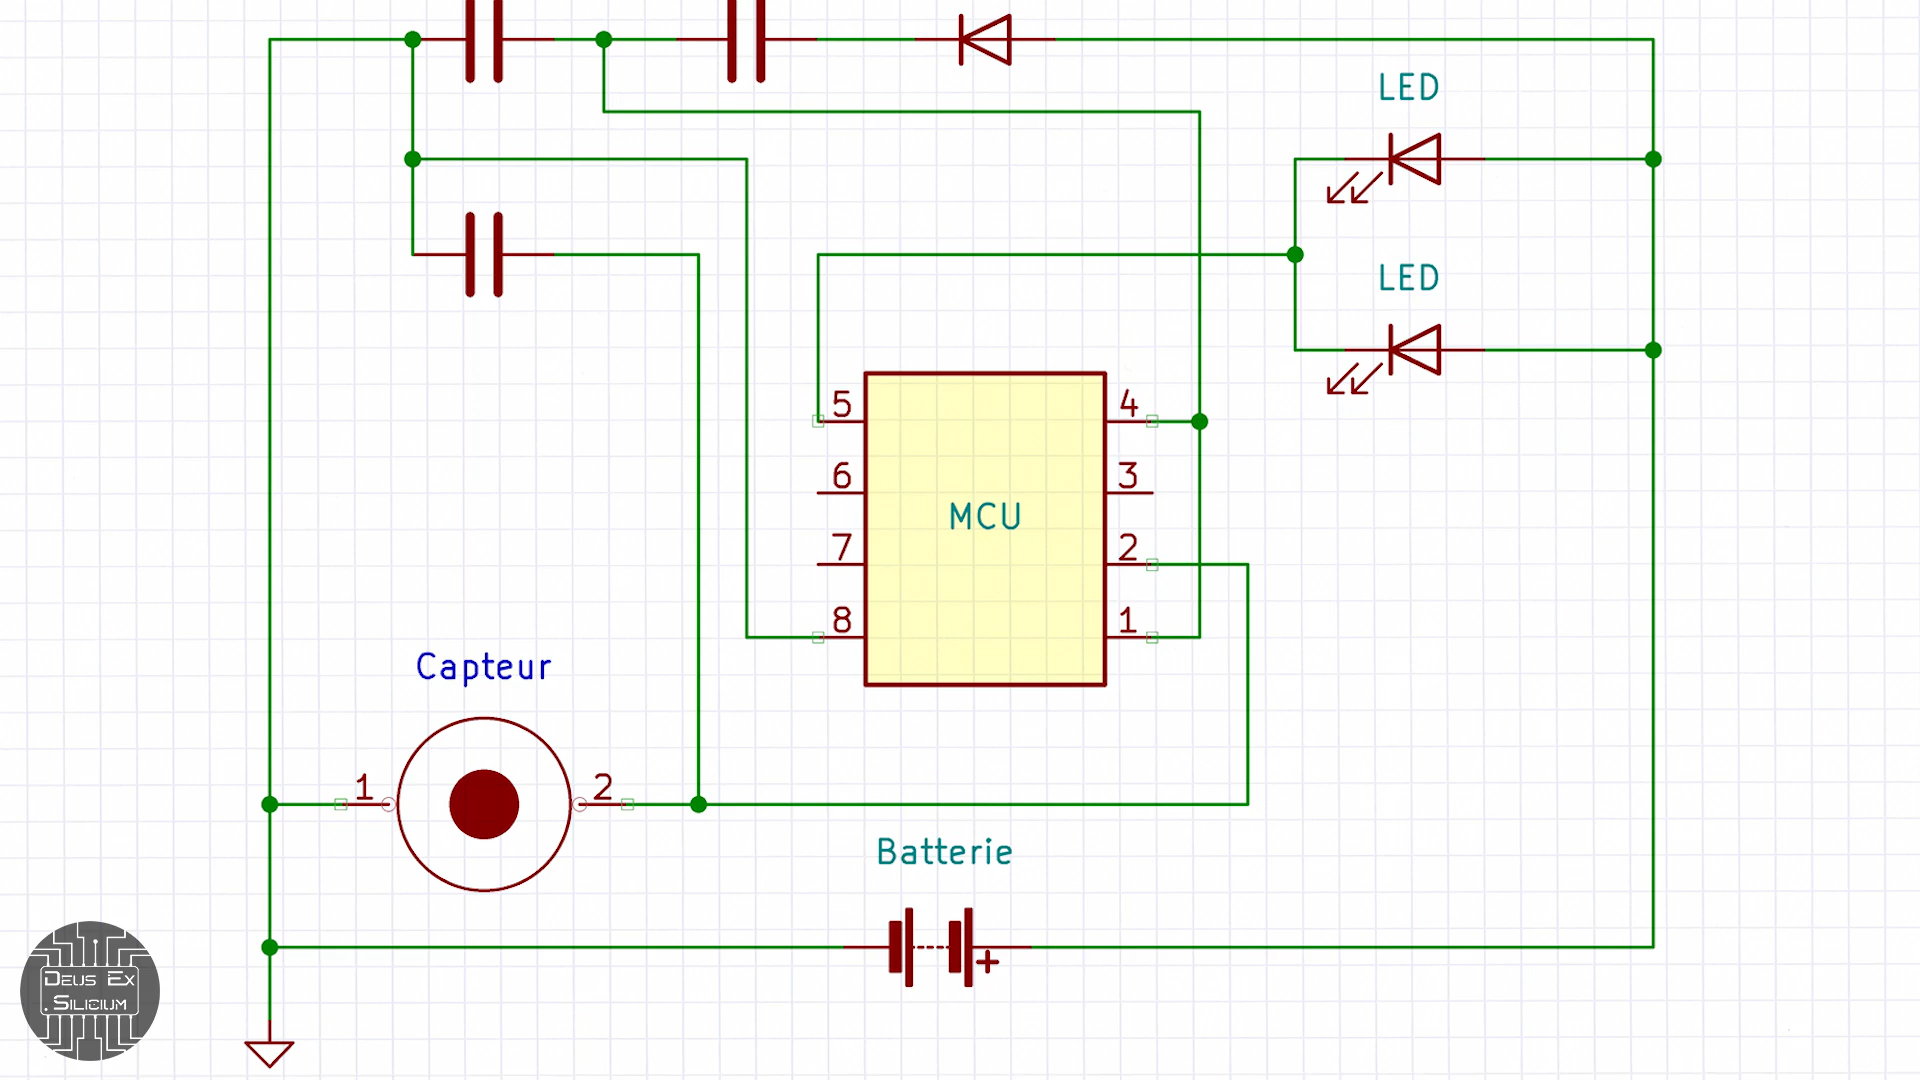 LED
LED
5
4
6
3
MCU
7
2
8
1
Capteur
1
2
Batterie
+
DEUS EX
SILICIUM